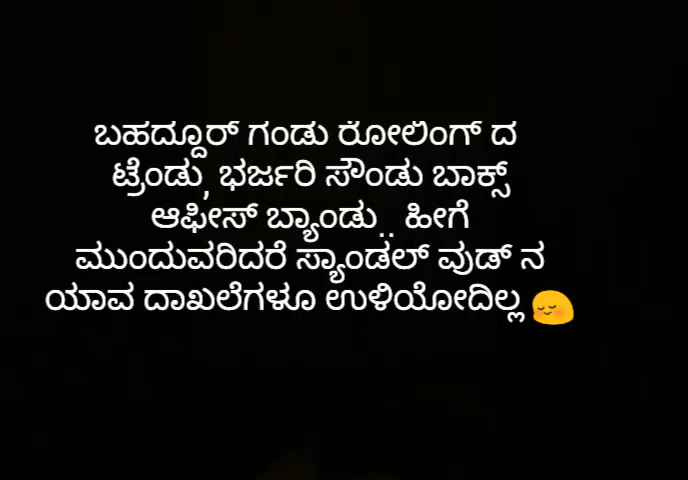 ಬಹದ್ದೂರ್ ಗಂಡು ರೋಲಿಂಗ್ ದ
ಟ್ರೆಂಡು, ಭರ್ಜರಿ ಸೌಂಡು ಬಾಕ್ಸ್
ಆಫೀಸ್ ಬ್ಯಾಂಡು.. ಹೀಗೆ
ಮುಂದುವರಿದರೆ ಸ್ಯಾಂಡಲ್ ವುಡ್ ನ
ಯಾವ ದಾಖಲೆಗಳೂ ಉಳಿಯೋದಿಲ್ಲ 😌